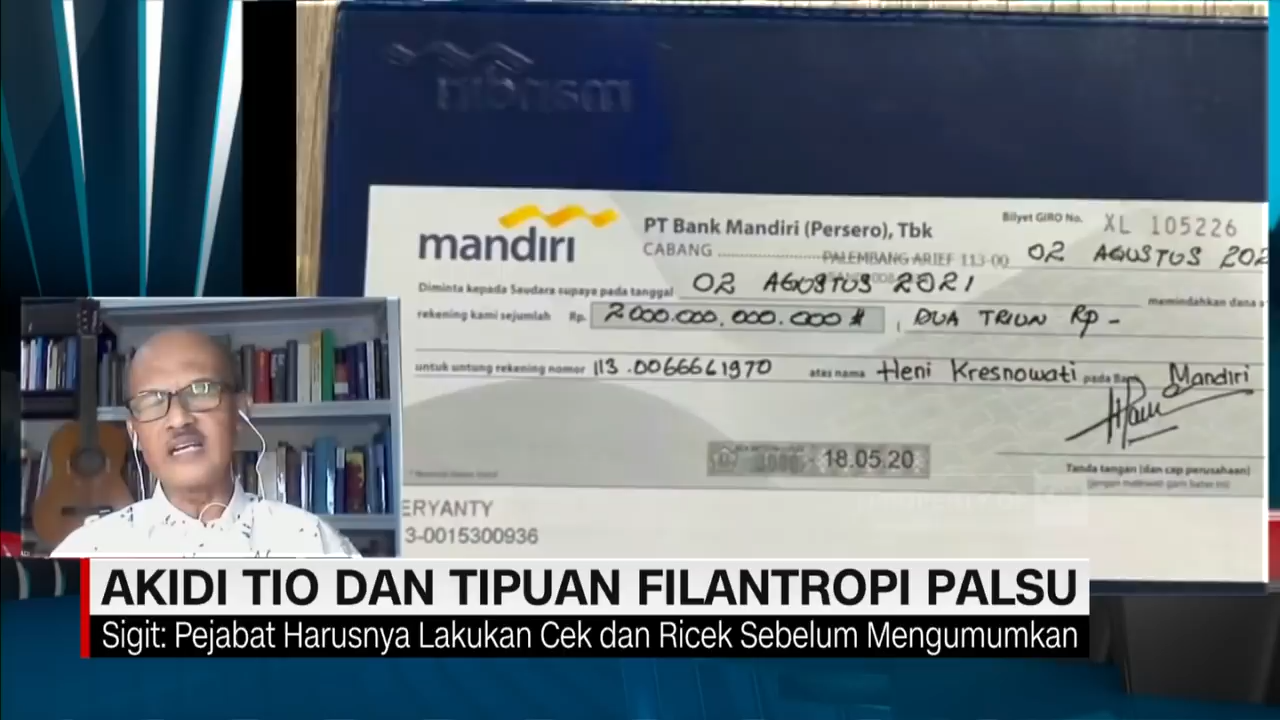 mandiri
mandiri
PT Bank Mandiri (Persero), Tbk
Bilyet GIRO No. XL 105226
CABANG PALEMBANG ARIEF 113-00
02 AGUSTUS 202
Diminta kepada Saudara supaya pada tanggal 02 AGUSTUS 2021 memindahkan dana
rekening kami sejumlah Rp. 2000.000.000.000 DUA TRIUN Rp -
untuk untung rekening nomor 113.0066661970 atas nama Heni Kresnowati pada Bank Mandiri
18.05.20
Tanda tangan (dan cap perusahaan)
ERYANTY
3-0015300936
AKIDI TIO DAN TIPUAN FILANTROPI PALSU
Sigit: Pejabat Harusnya Lakukan Cek dan Ricek Sebelum Mengumumkan